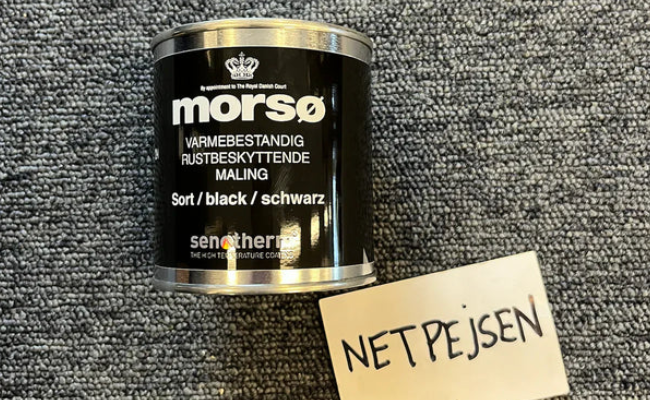 By appointment to The Royal Danish Court
morsø
VARMEBESTANDIG
RUSTBESKYTTENDE
MALING
Sort / black / schwarz
senotherm
THE HIGH TEMPERATURE COATING
NETPEJSEN